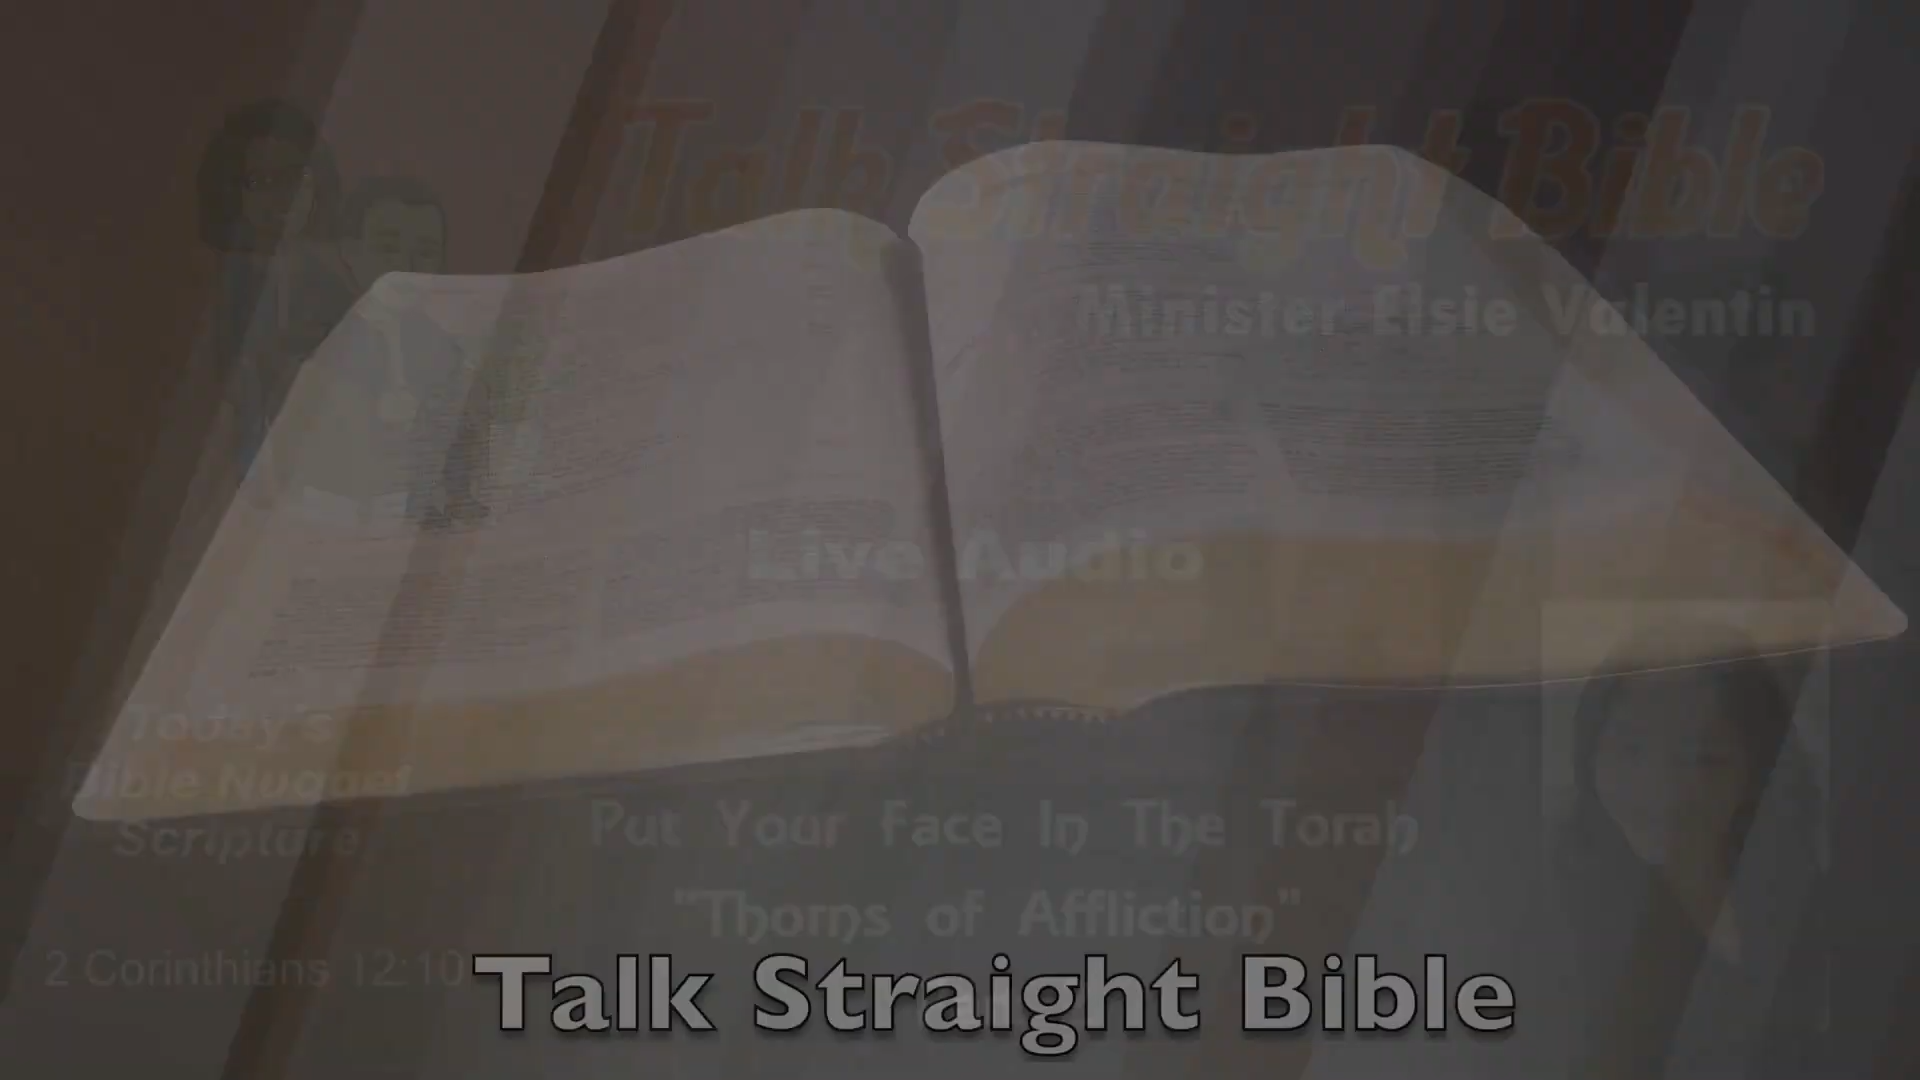 Talk Straight Bible
Minister Elsie Valentin
Live Audio
Today's
Bible Nugget
Scripture
2 Corinthians 12:10
Put Your Face In The Torah
"Thorns of Affliction"
Talk Straight Bible